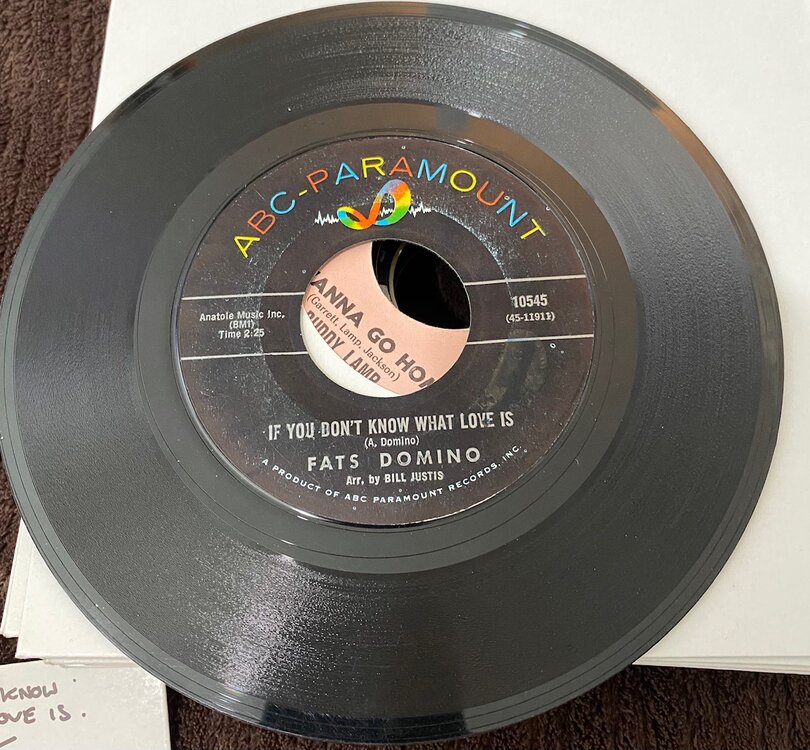 ABC-PARAMOUNT
Anatole Music Inc.
(BMI)
Time 2:25
10545
(45-11911)
ANNA GO HOM
(Garrett, Lamp, Jackson)
BUDDY LAMP
IF YOU DON'T KNOW WHAT LOVE IS
(A. Domino)
FATS DOMINO
Arr. by BILL JUSTIS
A PRODUCT OF ABC PARAMOUNT RECORDS, INC.
KNOW
OVE IS.